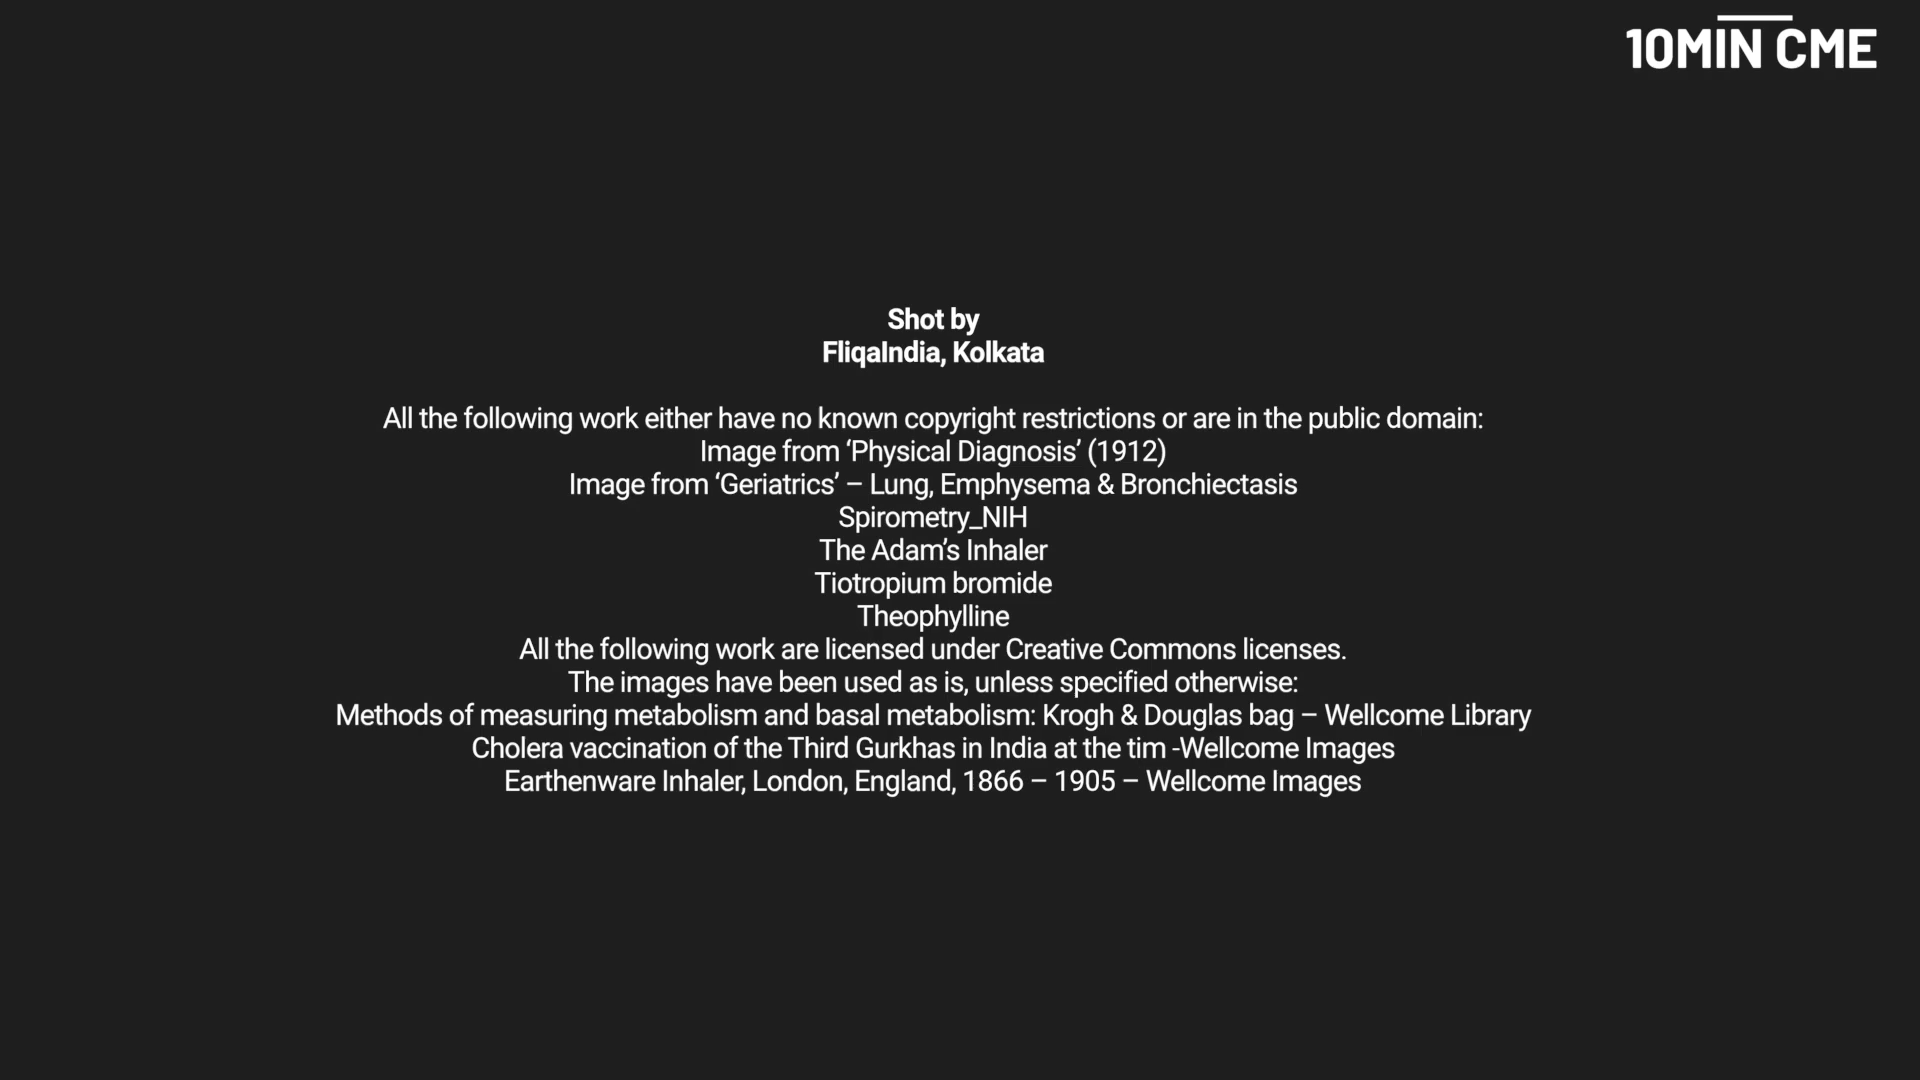 10MIN CME
Shot by
FliqaIndia, Kolkata
All the following work either have no known copyright restrictions or are in the public domain:
Image from ‘Physical Diagnosis’ (1912)
Image from ‘Geriatrics’ – Lung, Emphysema & Bronchiectasis
Spirometry_NIH
The Adam’s Inhaler
Tiotropium bromide
Theophylline
All the following work are licensed under Creative Commons licenses.
The images have been used as is, unless specified otherwise:
Methods of measuring metabolism and basal metabolism: Krogh & Douglas bag – Wellcome Library
Cholera vaccination of the Third Gurkhas in India at the tim -Wellcome Images
Earthenware Inhaler, London, England, 1866 – 1905 – Wellcome Images